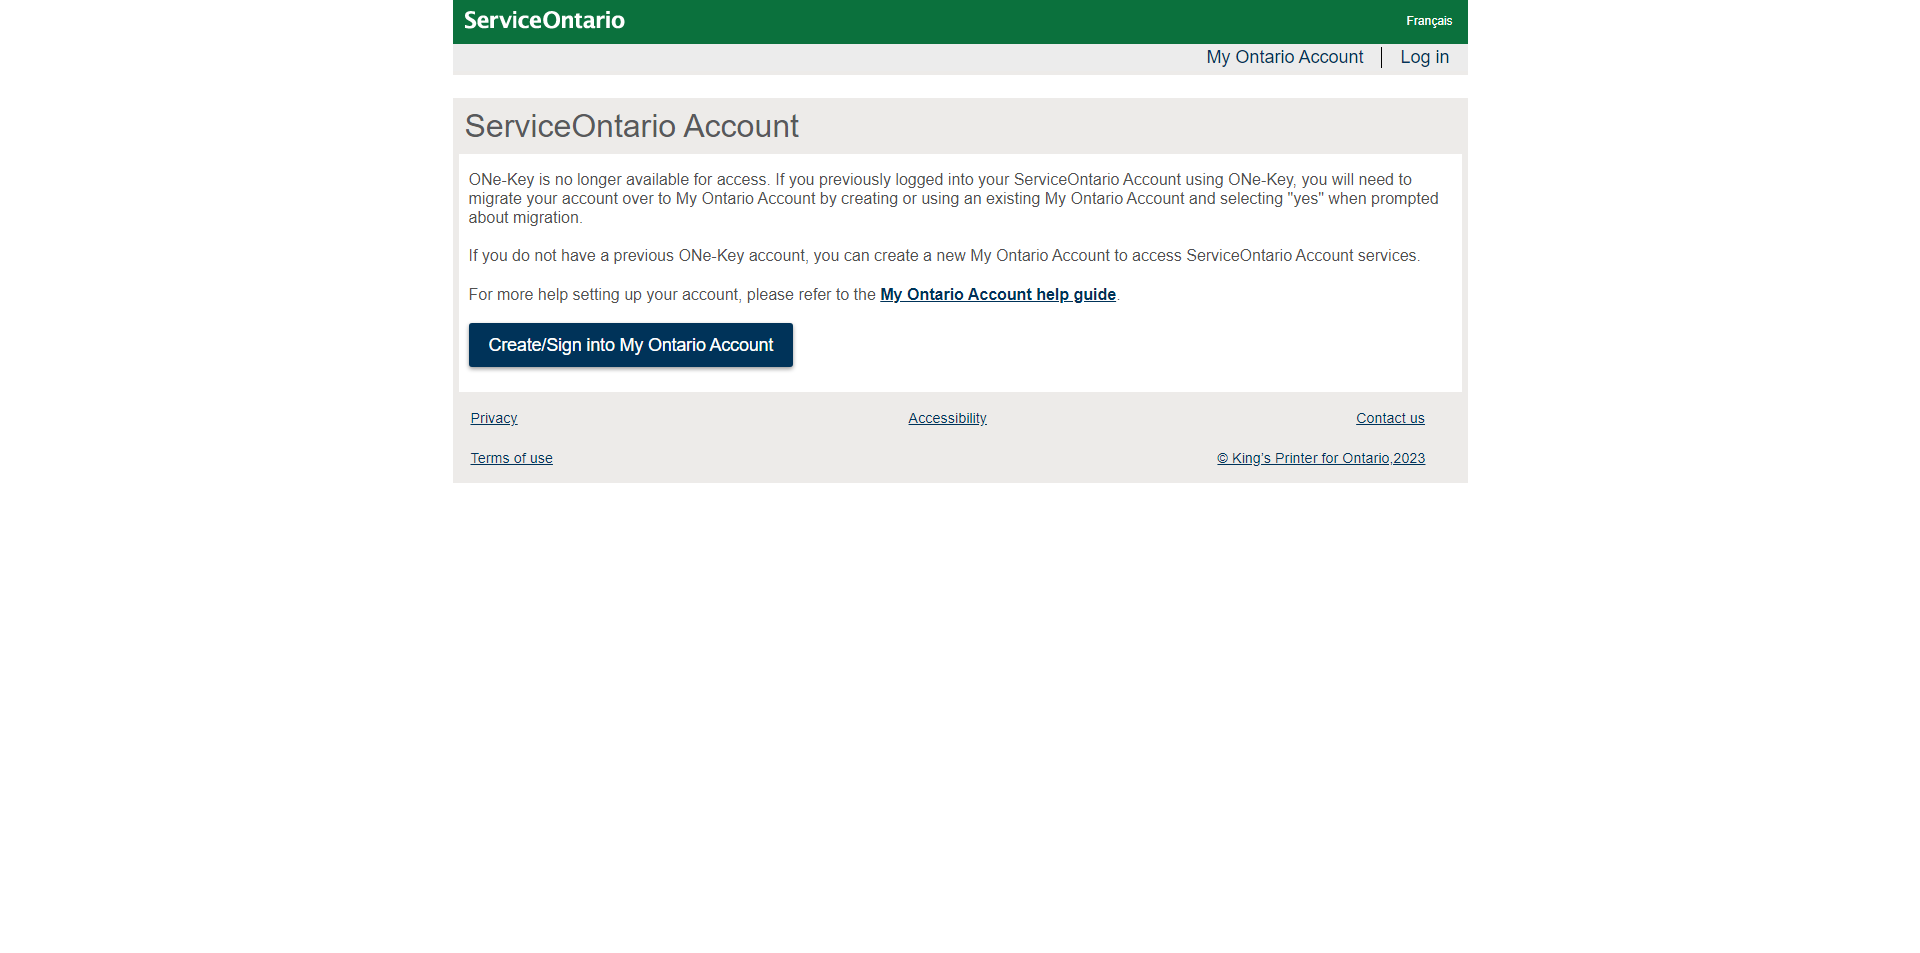 ServiceOntario
Français
My Ontario Account
Log in
ServiceOntario Account
ONe-Key is no longer available for access. If you previously logged into your ServiceOntario Account using ONe-Key, you will need to
migrate your account over to My Ontario Account by creating or using an existing My Ontario Account and selecting "yes" when prompted
about migration.
If you do not have a previous ONe-Key account, you can create a new My Ontario Account to access ServiceOntario Account services.
For more help setting up your account, please refer to the My Ontario Account help guide.
Create/Sign into My Ontario Account
Privacy
Accessibility
Contact us
Terms of use
© King’s Printer for Ontario,2023